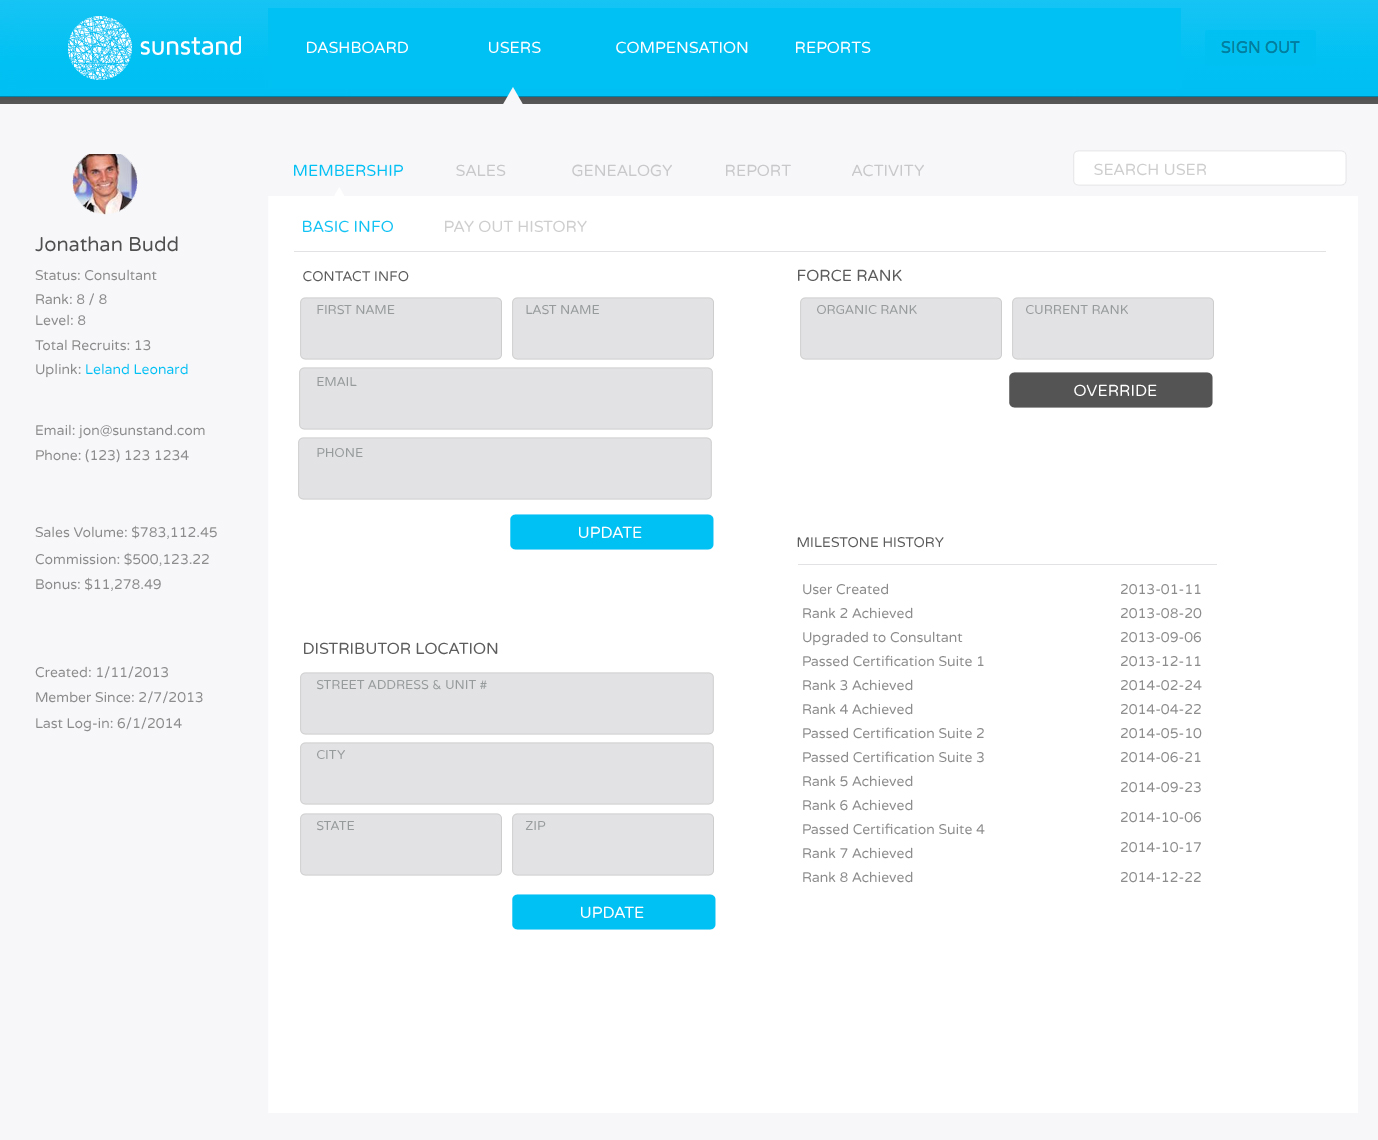 sunstand
DASHBOARD
USERS
COMPENSATION
REPORTS
SIGN OUT
Jonathan Budd
Status: Consultant
Rank: 8 / 8
Level: 8
Total Recruits: 13
Uplink: Leland Leonard
Email: jon@sunstand.com
Phone: (123) 123 1234
Sales Volume: $783,112.45
Commission: $500,123.22
Bonus: $11,278.49
Created: 1/11/2013
Member Since: 2/7/2013
Last Log-in: 6/1/2014
MEMBERSHIP
SALES
GENEALOGY
REPORT
ACTIVITY
SEARCH USER
BASIC INFO
PAY OUT HISTORY
CONTACT INFO
FIRST NAME
LAST NAME
EMAIL
PHONE
UPDATE
DISTRIBUTOR LOCATION
STREET ADDRESS & UNIT #
CITY
STATE
ZIP
UPDATE
FORCE RANK
ORGANIC RANK
CURRENT RANK
OVERRIDE
MILESTONE HISTORY
User Created 2013-01-11
Rank 2 Achieved 2013-08-20
Upgraded to Consultant 2013-09-06
Passed Certification Suite 1 2013-12-11
Rank 3 Achieved 2014-02-24
Rank 4 Achieved 2014-04-22
Passed Certification Suite 2 2014-05-10
Passed Certification Suite 3 2014-06-21
Rank 5 Achieved 2014-09-23
Rank 6 Achieved
Passed Certification Suite 4 2014-10-06
Rank 7 Achieved 2014-10-17
Rank 8 Achieved 2014-12-22